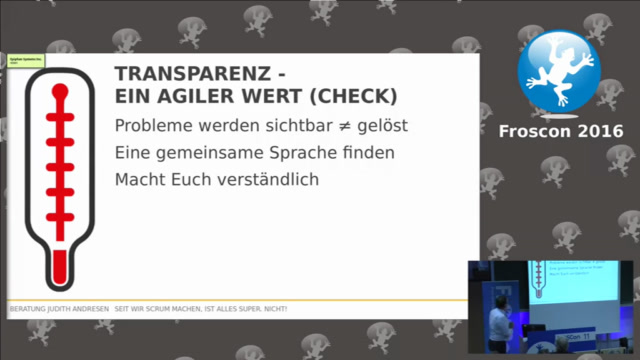 TRANSPARENZ -
EIN AGILER WERT (CHECK)
Probleme werden sichtbar ≠ gelöst
Eine gemeinsame Sprache finden
Macht Euch verständlich
BERATUNG JUDITH ANDRESEN SEIT WIR SCRUM MACHEN, IST ALLES SUPER. NICHT!
Froscon 2016